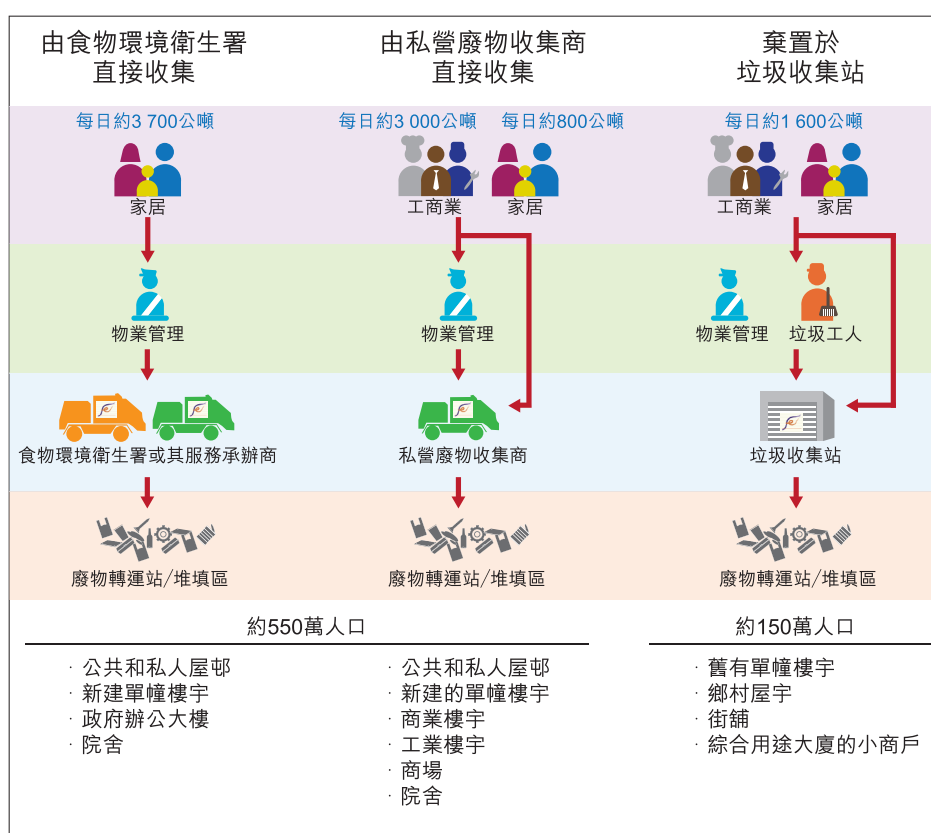 由食物環境衛生署
直接收集
由私營廢物收集商
直接收集
棄置於
垃圾收集站
每日約3 700公噸
每日約3 000公噸
每日約800公噸
每日約1 600公噸
家居
工商業
家居
工商業
家居
物業管理
物業管理
物業管理
垃圾工人
食物環境衛生署或其服務承辦商
私營廢物收集商
垃圾收集站
廢物轉運站/堆填區
廢物轉運站/堆填區
廢物轉運站/堆填區
約550萬人口
· 公共和私人屋邨
· 新建單幢樓宇
· 政府辦公大樓
· 院舍
· 公共和私人屋邨
· 新建的單幢樓宇
· 商業樓宇
· 工業樓宇
· 商場
· 院舍
約150萬人口
· 舊有單幢樓宇
· 鄉村屋宇
· 街舖
· 綜合用途大廈的小商戶